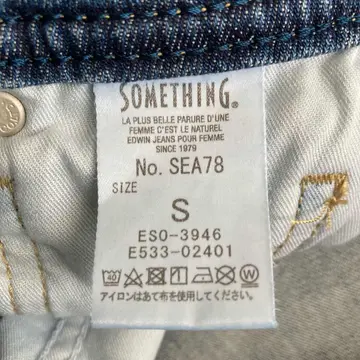 SOMETHING®
LA PLUS BELLE PARURE D'UNE
FEMME C'EST LE NATUREL
EDWIN JEANS POUR FEMME
SINCE 1979
No. SEA78
SIZE
S
ESO-3946
E533-02401
アイロンはあて布を使用してください